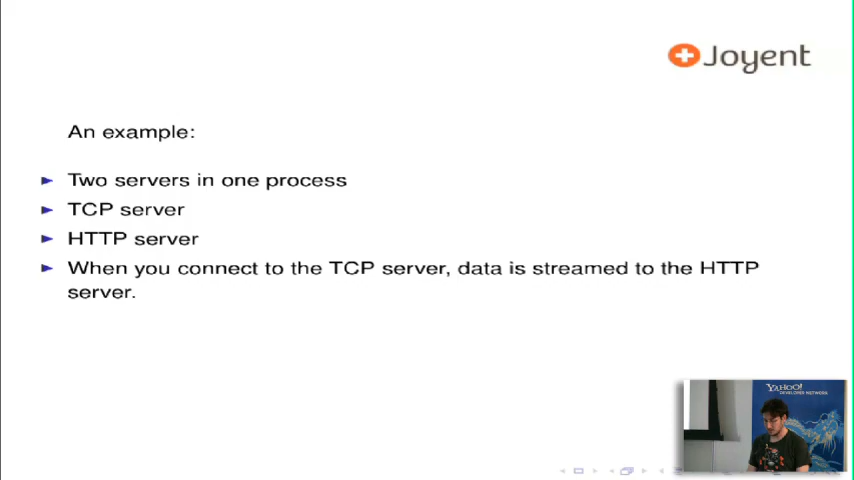 Joyent
An example:
Two servers in one process
TCP server
HTTP server
When you connect to the TCP server, data is streamed to the HTTP
server.
YAHOO!
DEVELOPER NETWORK